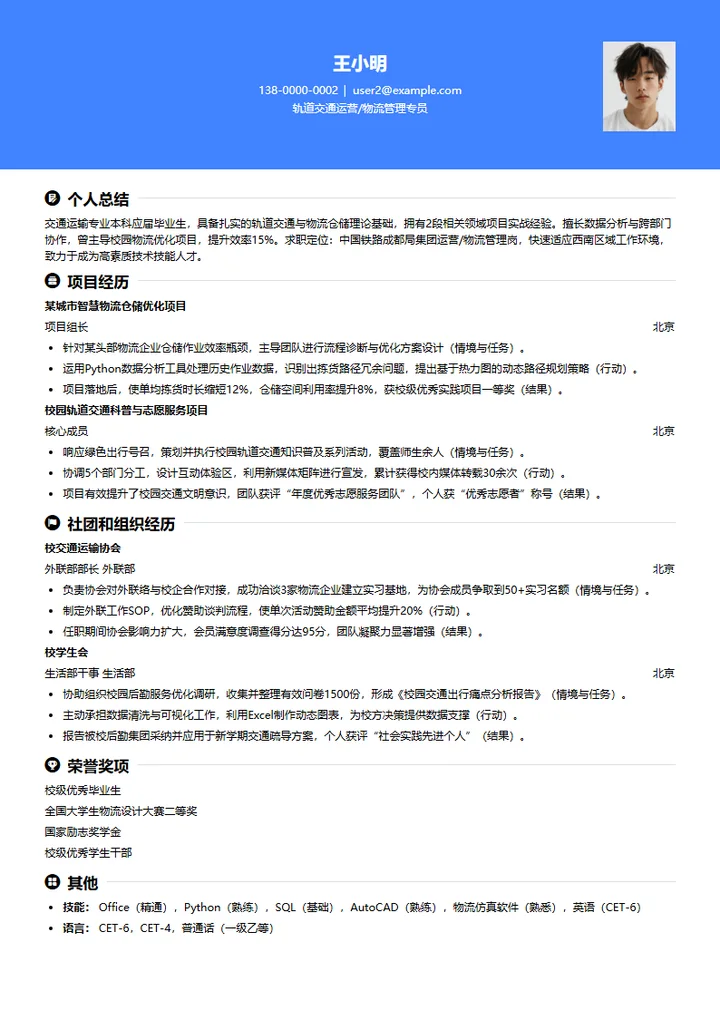 王小明
138-0000-0002 | user2@example.com
轨道交通运营/物流管理专员
个人总结
交通运输专业本科应届毕业生，具备扎实的轨道交通与物流仓储理论基础，拥有2段相关领域项目实战经验。擅长数据分析与跨部门
协作，曾主导校园物流优化项目，提升效率15%。求职定位：中国铁路成都局集团运营/物流管理岗，快速适应西南区域工作环境，
致力于成为高素质技术技能人才。
项目经历
某城市智慧物流仓储优化项目
项目组长 北京
• 针对某头部物流企业仓储作业效率瓶颈，主导团队进行流程诊断与优化方案设计（情境与任务）。
• 运用Python数据分析工具处理历史作业数据，识别出拣货路径冗余问题，提出基于热力图的动态路径规划策略（行动）。
• 项目落地后，使单均拣货时长缩短12%，仓储空间利用率提升8%，获校级优秀实践项目一等奖（结果）。
校园轨道交通科普与志愿服务项目
核心成员 北京
• 响应绿色出行号召，策划并执行校园轨道交通知识普及系列活动，覆盖师生余人（情境与任务）。
• 协调5个部门分工，设计互动体验区，利用新媒体矩阵进行宣发，累计获得校内媒体转载30余次（行动）。
• 项目有效提升了校园交通文明意识，团队获评“年度优秀志愿服务团队”，个人获“优秀志愿者”称号（结果）。
社团和组织经历
校交通运输协会
外联部部长 外联部 北京
• 负责协会对外联络与校企合作对接，成功洽谈3家物流企业建立实习基地，为协会成员争取到50+实习名额（情境与任务）。
• 制定外联工作SOP，优化赞助谈判流程，使单次活动赞助金额平均提升20%（行动）。
• 任职期间协会影响力扩大，会员满意度调查得分达95分，团队凝聚力显著增强（结果）。
校学生会
生活部干事 生活部 北京
• 协助组织校园后勤服务优化调研，收集并整理有效问卷1500份，形成《校园交通出行痛点分析报告》（情境与任务）。
• 主动承担数据清洗与可视化工作，利用Excel制作动态图表，为校方决策提供数据支撑（行动）。
• 报告被校后勤集团采纳并应用于新学期交通疏导方案，个人获评“社会实践先进个人”（结果）。
荣誉奖项
校级优秀毕业生
全国大学生物流设计大赛二等奖
国家励志奖学金
校级优秀学生干部
其他
• 技能： Office（精通）, Python（熟练）, SQL（基础）, AutoCAD（熟练）, 物流仿真软件（熟悉）, 英语（CET-6）
• 语言： CET-6, CET-4, 普通话（一级乙等）